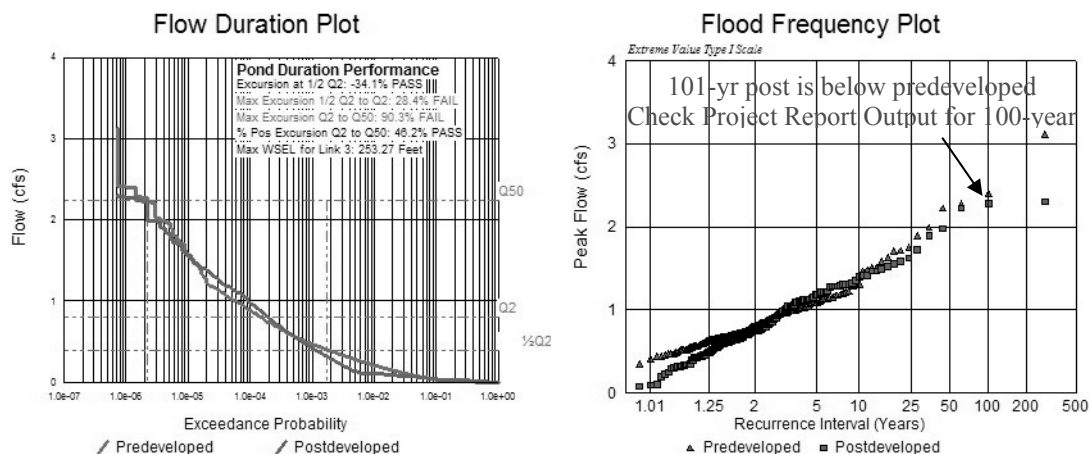 Flow Duration Plot
4
3
2
1
0
Flow (cfs)
Pond Duration Performance
Excursion at 1/2 Q2: -34.1% PASS
Max Excursion 1/2 Q2 to Q2: 28.4% FAIL
Max Excursion Q2 to Q50: 90.3% FAIL
% Pos Excursion Q2 to Q50: 46.2% PASS
Max WSEL for Link 3: 253.27 Feet
Q50
Q2
½Q2
1.0e-07 1.0e-06 1.0e-05 1.0e-04 1.0e-03 1.0e-02 1.0e-01 1.0e+00
Exceedance Probability
Predeveloped Postdeveloped
Flood Frequency Plot
Extreme Value Type I Scale
101-yr post is below predeveloped
Check Project Report Output for 100-year
4
3
2
1
0
Peak Flow (cfs)
1.01 1.25 2 5 10 25 50 100 200 500
Recurrence Interval (Years)
Predeveloped Postdeveloped